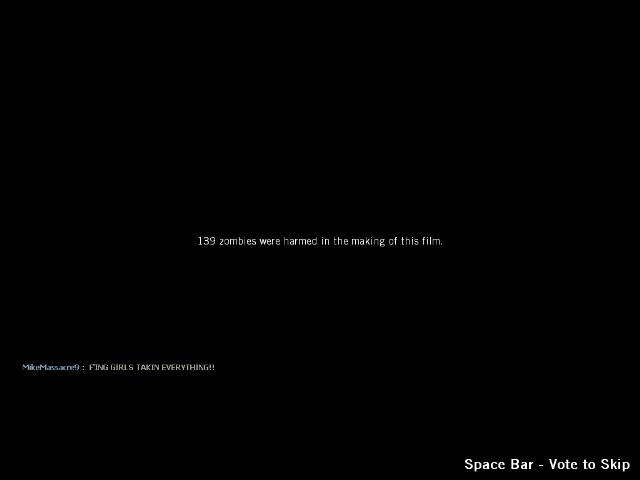 139 zombies were harmed in the making of this film.
MikeMassacre9 : F'ING GIRLS TAKIN EVERYTHING!!
Space Bar - Vote to Skip